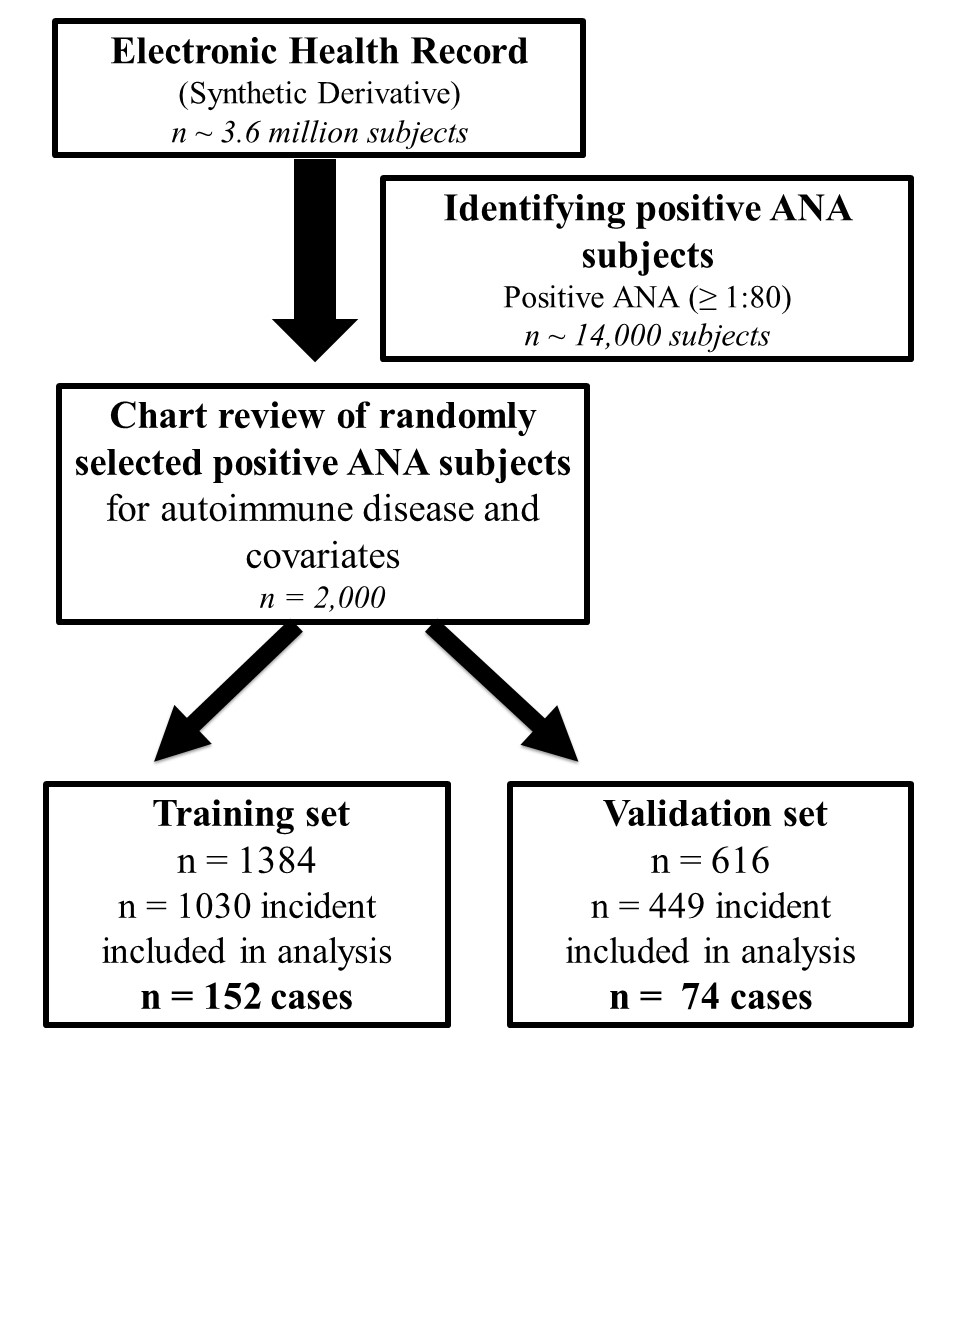 Electronic Health Record
(Synthetic Derivative)
n ~ 3.6 million subjects
Identifying positive ANA
subjects
Positive ANA (≥ 1:80)
n ~ 14,000 subjects
Chart review of randomly
selected positive ANA subjects
for autoimmune disease and
covariates
n = 2,000
Training set
n = 1384
n = 1030 incident
included in analysis
n = 152 cases
Validation set
n = 616
n = 449 incident
included in analysis
n =  74 cases